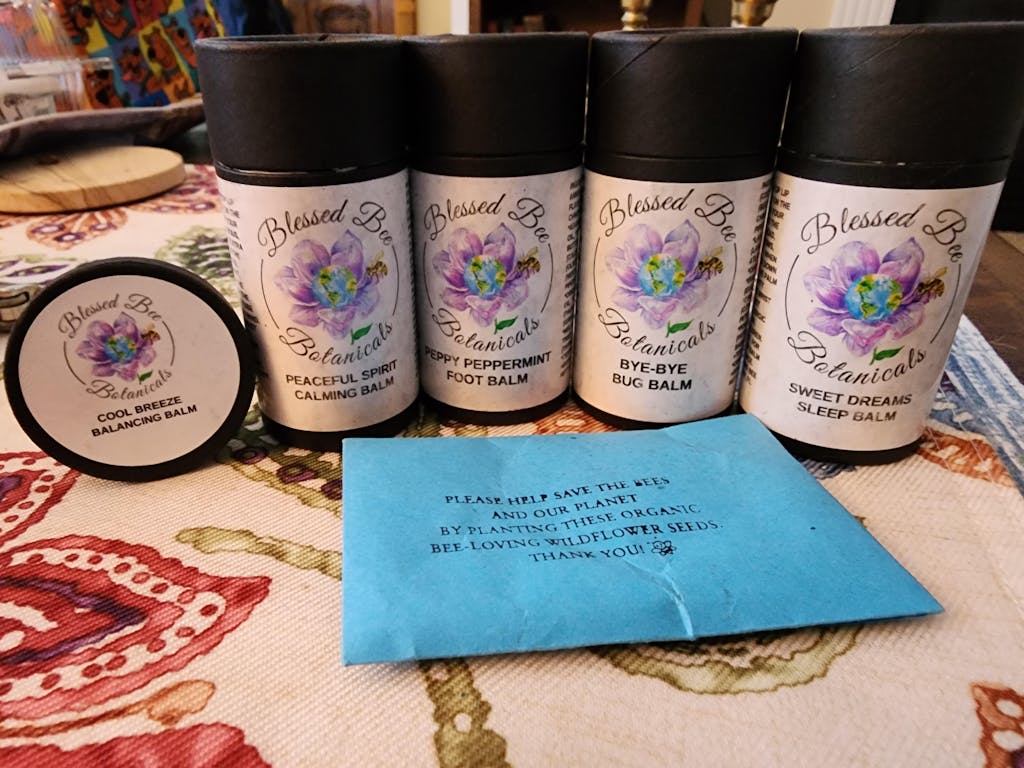 Blessed Bee
Botanicals
COOL BREEZE
BALANCING BALM
Blessed Bee
Botanicals
PEACEFUL SPIRIT
CALMING BALM
Blessed Bee
Botanicals
PEPPY PEPPERMINT
FOOT BALM
Blessed Bee
Botanicals
BYE-BYE
BUG BALM
Blessed Bee
Botanicals
SWEET DREAMS
SLEEP BALM
PLEASE HELP SAVE THE BEES
AND OUR PLANET
BY PLANTING THESE ORGANIC
BEE-LOVING WILDFLOWER SEEDS.
THANK YOU!